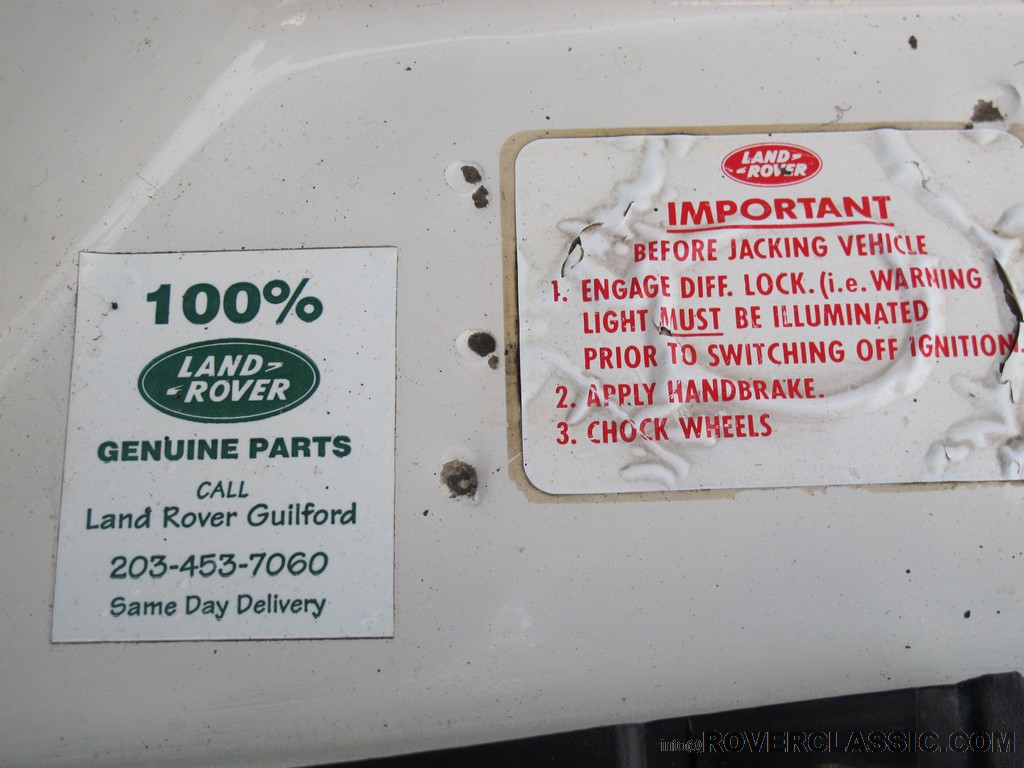 100%
LAND ROVER
GENUINE PARTS
CALL
Land Rover Guilford
203-453-7060
Same Day Delivery
LAND ROVER
IMPORTANT
BEFORE JACKING VEHICLE
1. ENGAGE DIFF. LOCK. (i.e. WARNING
LIGHT MUST BE ILLUMINATED
PRIOR TO SWITCHING OFF IGNITION.
2. APPLY HANDBRAKE.
3. CHOCK WHEELS
info@ROVERCLASSIC.COM